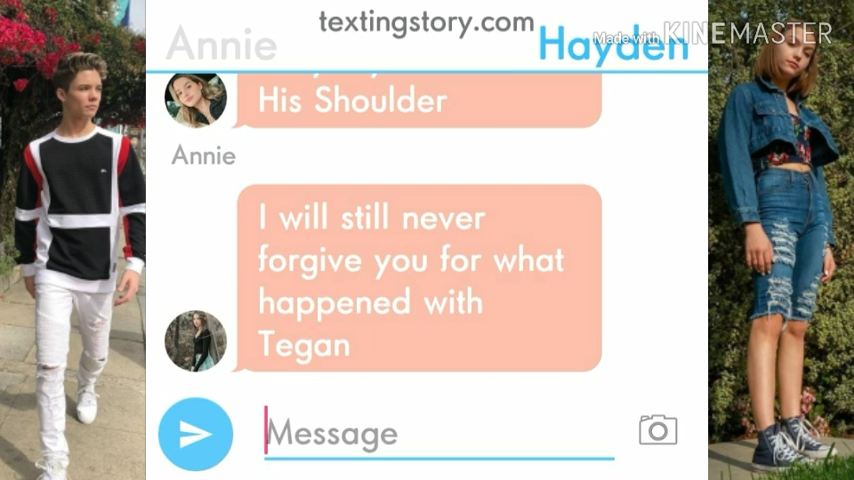 textingstory.com
Made with KINEMASTER
Annie
Hayden
His Shoulder
Annie
I will still never
forgive you for what
happened with
Tegan
Message